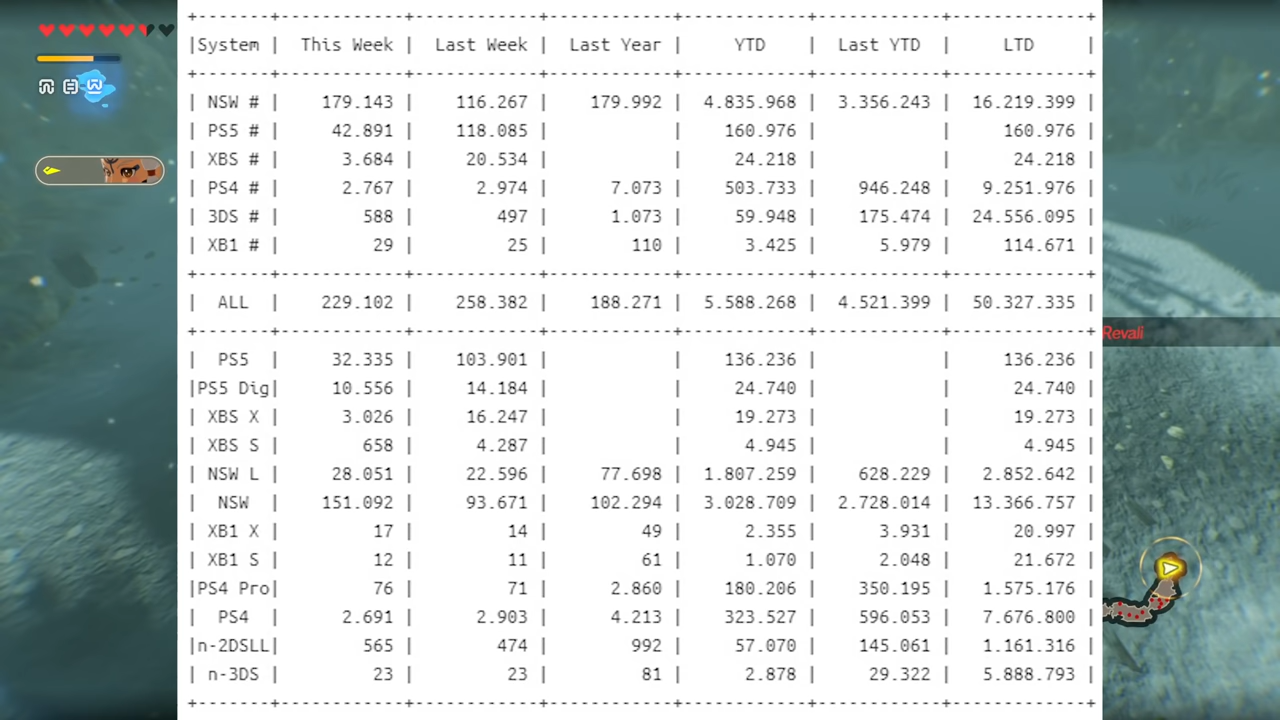 +-------+------------+------------+------------+------------+------------+-------------+
|System | This Week | Last Week | Last Year | YTD | Last YTD | LTD |
+-------+------------+------------+------------+------------+------------+-------------+
| NSW # | 179.143 | 116.267 | 179.992 | 4.835.968 | 3.356.243 | 16.219.399 |
| PS5 # | 42.891 | 118.085 | | 160.976 | | 160.976 |
| XBS # | 3.684 | 20.534 | | 24.218 | | 24.218 |
| PS4 # | 2.767 | 2.974 | 7.073 | 503.733 | 946.248 | 9.251.976 |
| 3DS # | 588 | 497 | 1.073 | 59.948 | 175.474 | 24.556.095 |
| XB1 # | 29 | 25 | 110 | 3.425 | 5.979 | 114.671 |
+-------+------------+------------+------------+------------+------------+-------------+
| ALL | 229.102 | 258.382 | 188.271 | 5.588.268 | 4.521.399 | 50.327.335 |
+-------+------------+------------+------------+------------+------------+-------------+
Revali
| PS5 | 32.335 | 103.901 | | 136.236 | | 136.236 |
|PS5 Dig| 10.556 | 14.184 | | 24.740 | | 24.740 |
| XBS X | 3.026 | 16.247 | | 19.273 | | 19.273 |
| XBS S | 658 | 4.287 | | 4.945 | | 4.945 |
| NSW L | 28.051 | 22.596 | 77.698 | 1.807.259 | 628.229 | 2.852.642 |
| NSW | 151.092 | 93.671 | 102.294 | 3.028.709 | 2.728.014 | 13.366.757 |
| XB1 X | 17 | 14 | 49 | 2.355 | 3.931 | 20.997 |
| XB1 S | 12 | 11 | 61 | 1.070 | 2.048 | 21.672 |
|PS4 Pro| 76 | 71 | 2.860 | 180.206 | 350.195 | 1.575.176 |
| PS4 | 2.691 | 2.903 | 4.213 | 323.527 | 596.053 | 7.676.800 |
|n-2DSLL| 565 | 474 | 992 | 57.070 | 145.061 | 1.161.316 |
| n-3DS | 23 | 23 | 81 | 2.878 | 29.322 | 5.888.793 |
+-------+------------+------------+------------+------------+------------+-------------+